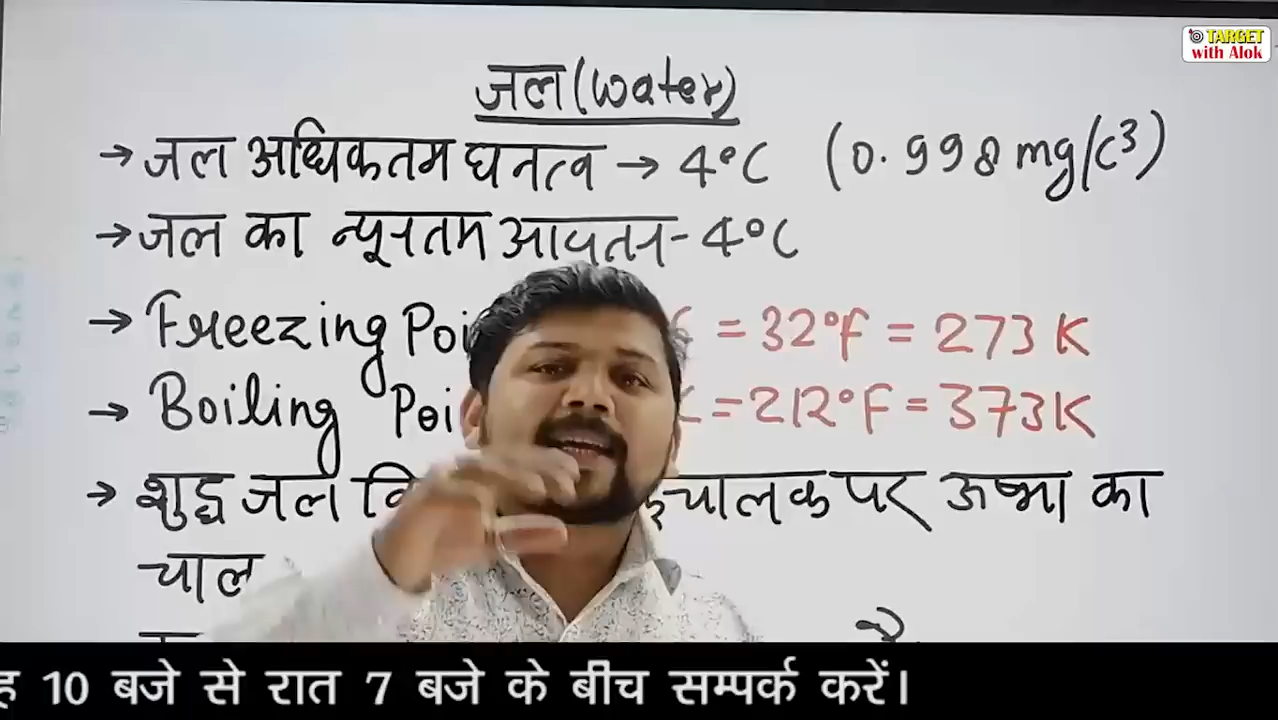 TARGET
with Alok
जल (water)
→ जल अधिकतम घनत्व → 4°C (0.998 mg/c³)
→ जल का न्यूनतम आयतन - 4°C
→ Freezing Poi = 32°F = 273 K
→ Boiling Poi = 212°F = 373K
→ शुद्ध जल वि चालक पर ऊष्मा का
चाल
है
ह 10 बजे से रात 7 बजे के बीच सम्पर्क करें।